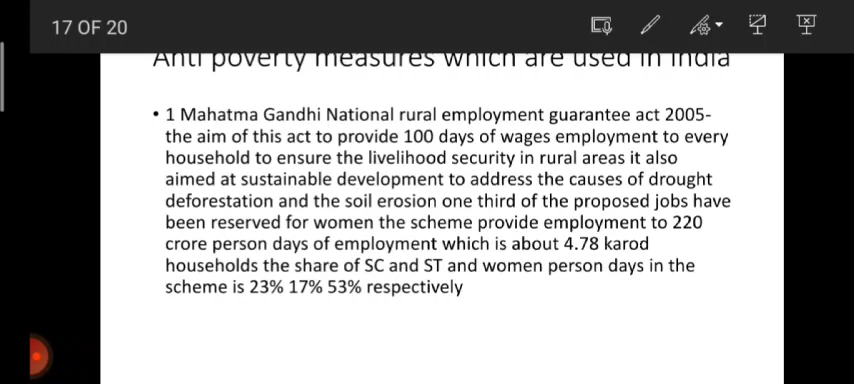 17 OF 20
Anti poverty measures which are used in India
• 1 Mahatma Gandhi National rural employment guarantee act 2005-
the aim of this act to provide 100 days of wages employment to every
household to ensure the livelihood security in rural areas it also
aimed at sustainable development to address the causes of drought
deforestation and the soil erosion one third of the proposed jobs have
been reserved for women the scheme provide employment to 220
crore person days of employment which is about 4.78 karod
households the share of SC and ST and women person days in the
scheme is 23% 17% 53% respectively